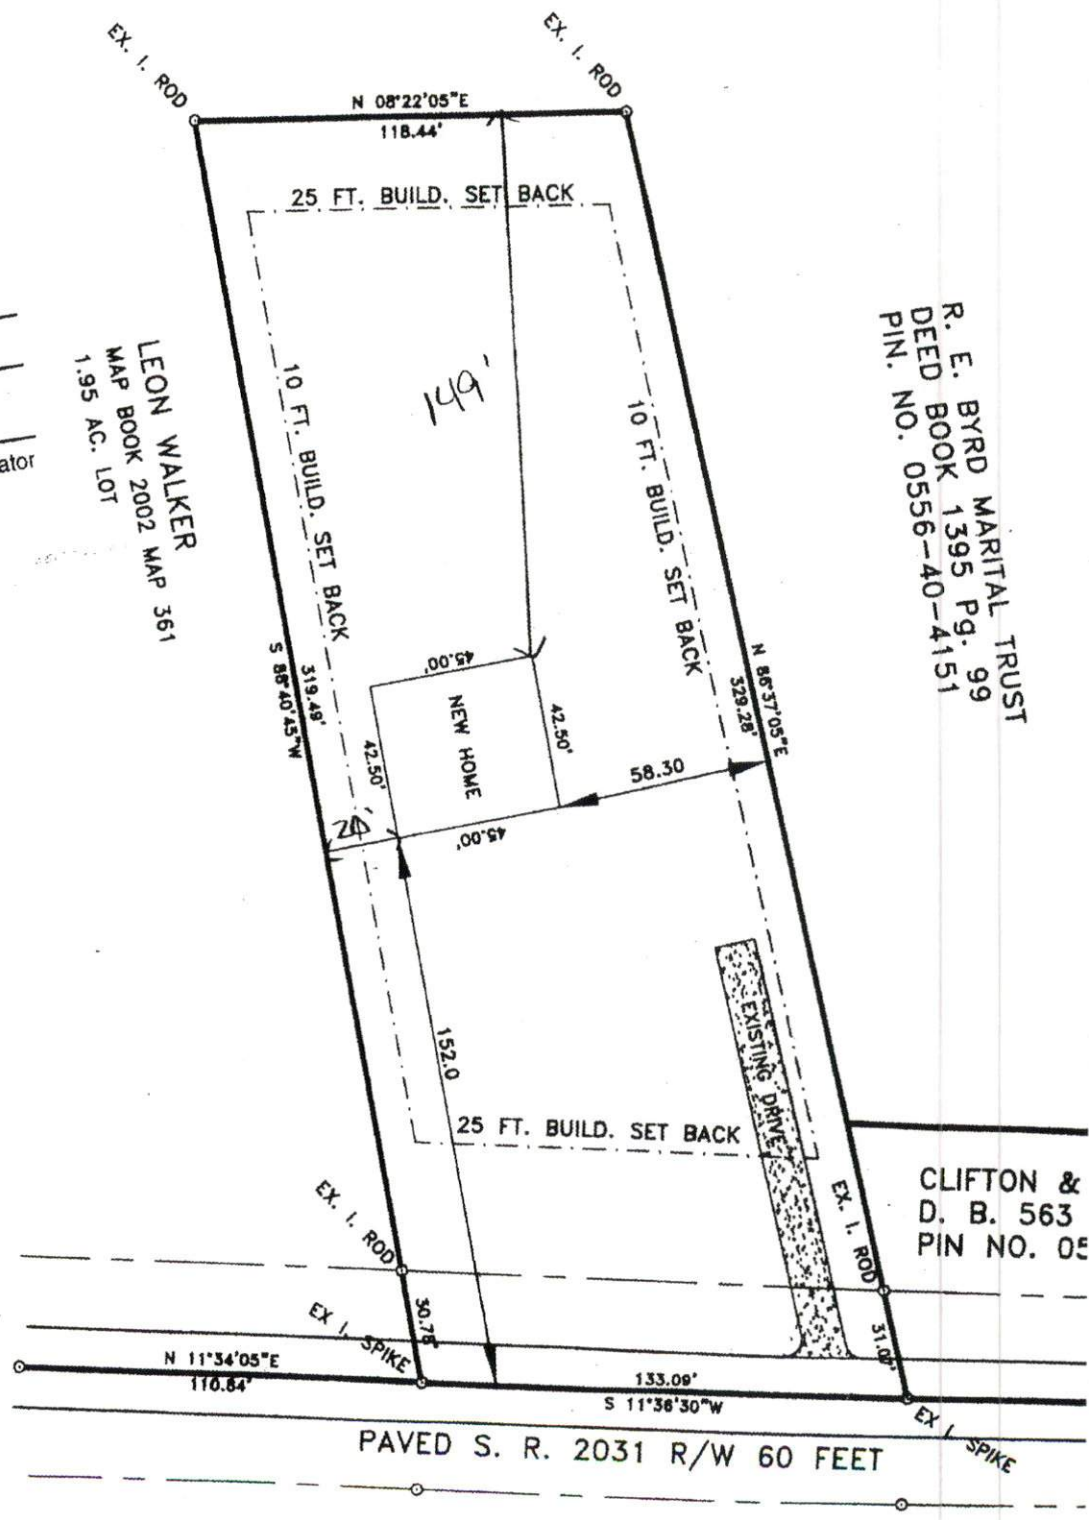 EX. I. ROD
EX. I. ROD
N 08°22'05"E
118.44'
25 FT. BUILD. SET BACK
149'
10 FT. BUILD. SET BACK
10 FT. BUILD. SET BACK
LEON WALKER
MAP BOOK 2002 MAP 361
1.95 AC. LOT
ator
R. E. BYRD MARITAL TRUST
DEED BOOK 1395 Pg. 99
PIN. NO. 0556-40-4151
319.49'
S 88°40'45"W
N 86°37'05"E
329.28'
45.00'
42.50'
NEW HOME
42.50'
45.00'
58.30
152.0
EXISTING DRIVE
25 FT. BUILD. SET BACK
CLIFTON &
D. B. 563
PIN NO. 05
EX. I. ROD
EX. I. ROD
30.78'
31.07'
EX I. SPIKE
N 11°34'05"E
110.84'
133.09'
S 11°36'30"W
EX I. SPIKE
PAVED S. R. 2031 R/W 60 FEET